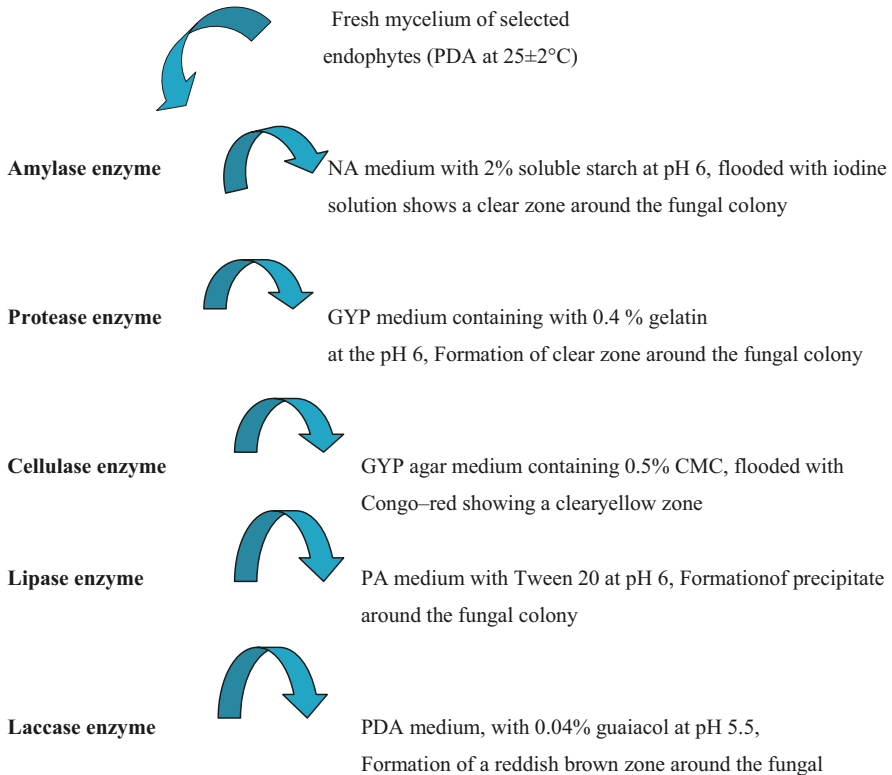 Fresh mycelium of selected
endophytes (PDA at 25±2°C)
Amylase enzyme
NA medium with 2% soluble starch at pH 6, flooded with iodine
solution shows a clear zone around the fungal colony
Protease enzyme
GYP medium containing with 0.4 % gelatin
at the pH 6, Formation of clear zone around the fungal colony
Cellulase enzyme
GYP agar medium containing 0.5% CMC, flooded with
Congo–red showing a clearyellow zone
Lipase enzyme
PA medium with Tween 20 at pH 6, Formationof precipitate
around the fungal colony
Laccase enzyme
PDA medium, with 0.04% guaiacol at pH 5.5,
Formation of a reddish brown zone around the fungal